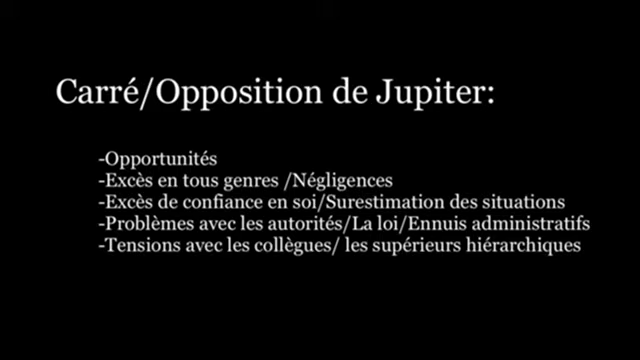 Carré/Opposition de Jupiter:
-Opportunités
-Excès en tous genres /Négligences
-Excès de confiance en soi/Surestimation des situations
-Problèmes avec les autorités/La loi/Ennuis administratifs
-Tensions avec les collègues/ les supérieurs hiérarchiques